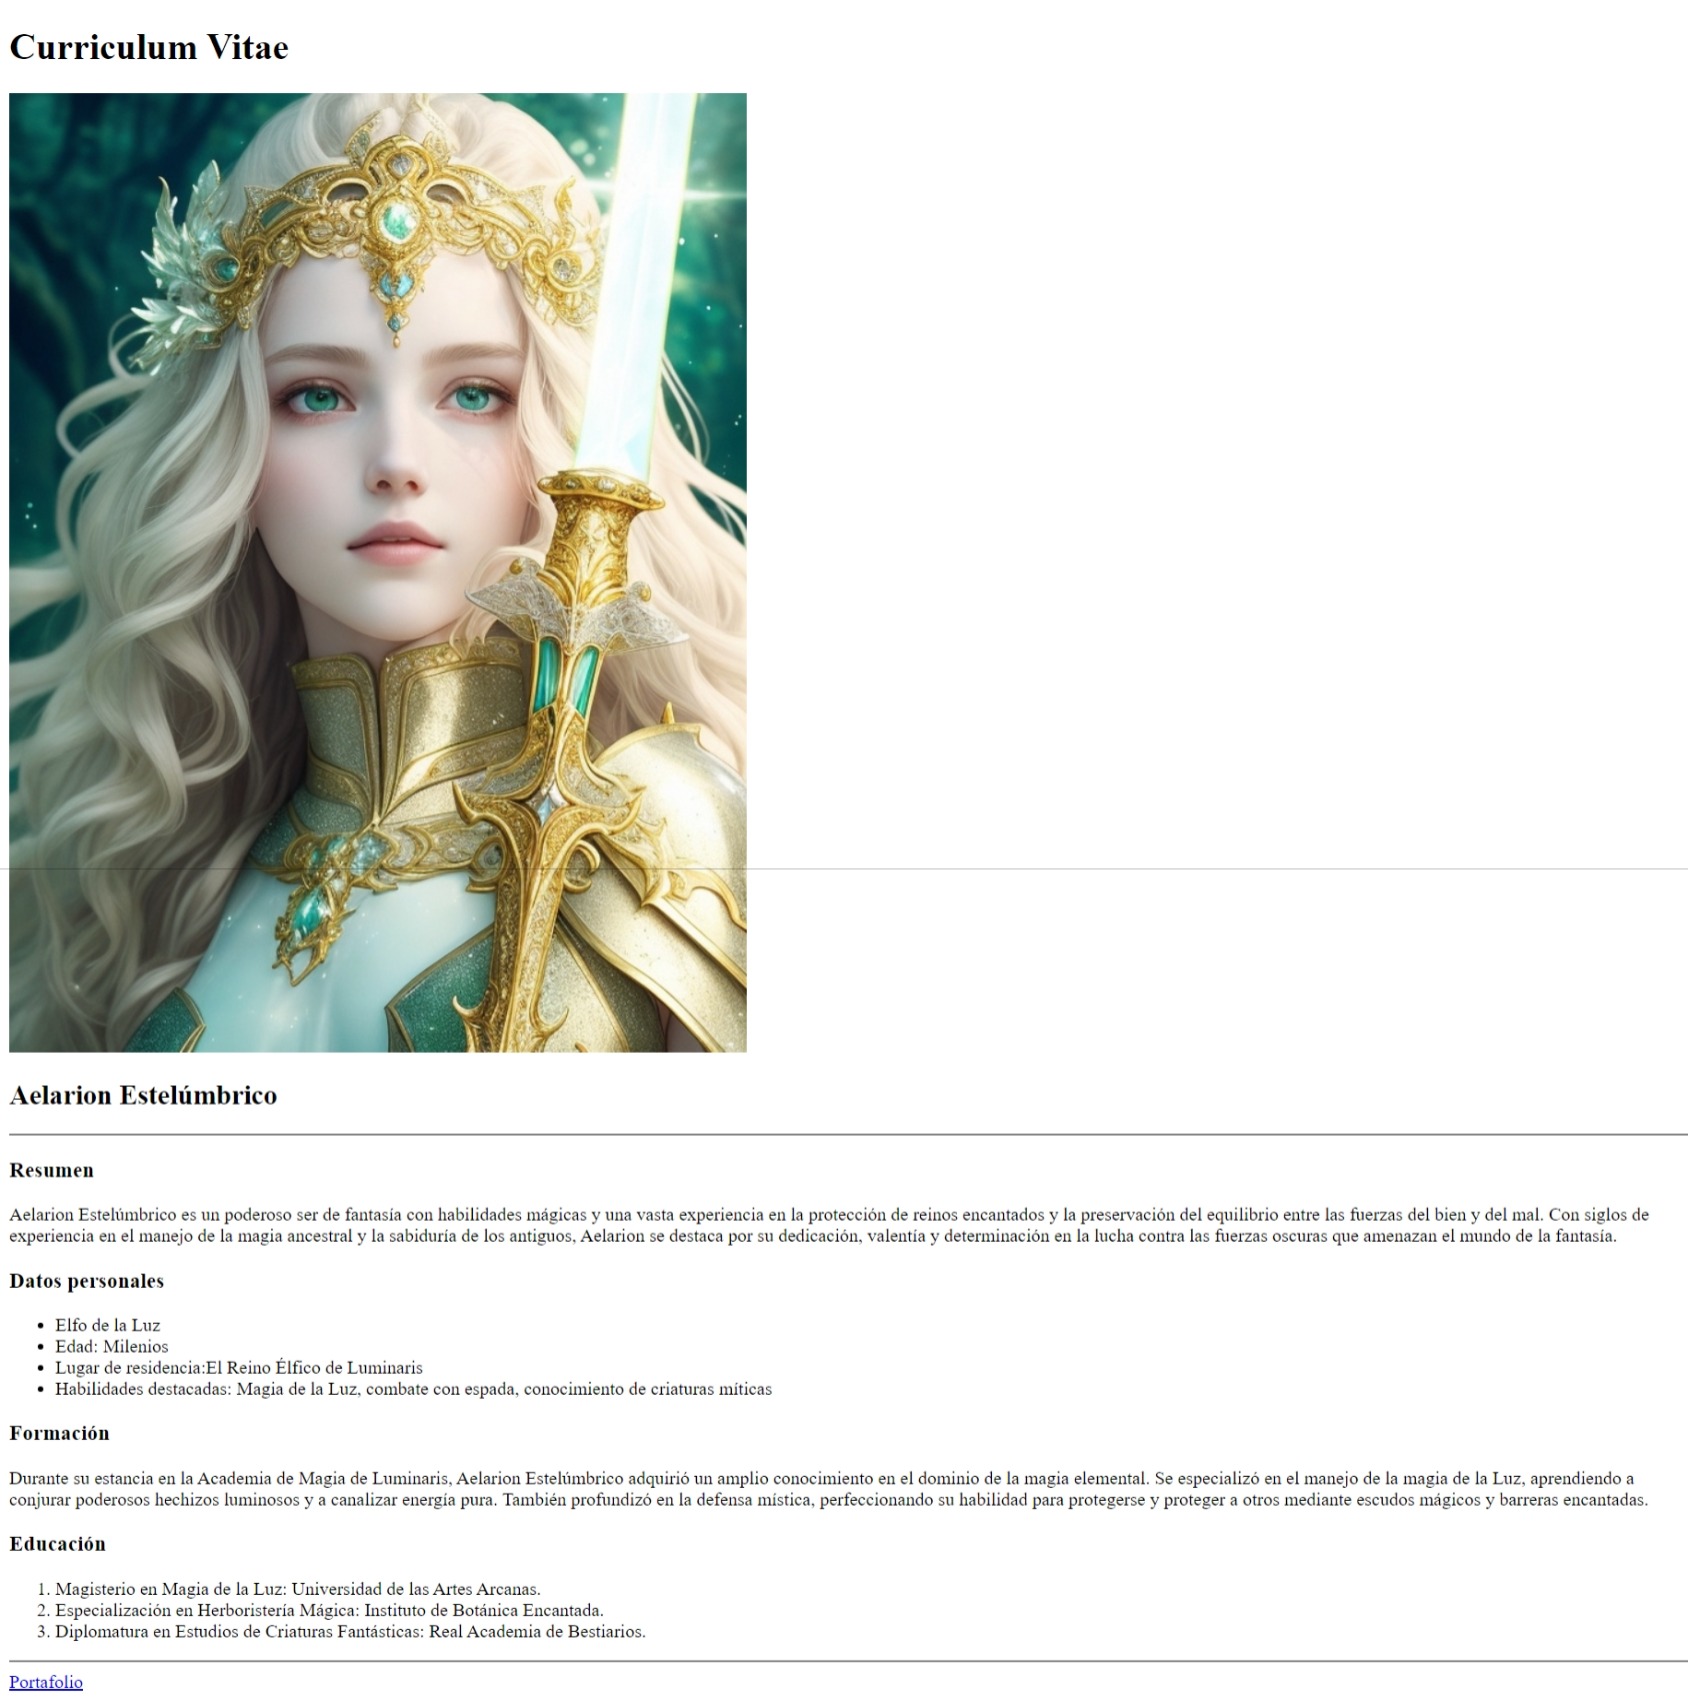 Curriculum Vitae
Aelarion Estelúmbrico
Resumen
Aelarion Estelúmbrico es un poderoso ser de fantasía con habilidades mágicas y una vasta experiencia en la protección de reinos encantados y la preservación del equilibrio entre las fuerzas del bien y del mal. Con siglos de
experiencia en el manejo de la magia ancestral y la sabiduría de los antiguos, Aelarion se destaca por su dedicación, valentía y determinación en la lucha contra las fuerzas oscuras que amenazan el mundo de la fantasía.
Datos personales
• Elfo de la Luz
• Edad: Milenios
• Lugar de residencia:El Reino Élfico de Luminaris
• Habilidades destacadas: Magia de la Luz, combate con espada, conocimiento de criaturas míticas
Formación
Durante su estancia en la Academia de Magia de Luminaris, Aelarion Estelúmbrico adquirió un amplio conocimiento en el dominio de la magia elemental. Se especializó en el manejo de la magia de la Luz, aprendiendo a
conjurar poderosos hechizos luminosos y a canalizar energía pura. También profundizó en la defensa mística, perfeccionando su habilidad para protegerse y proteger a otros mediante escudos mágicos y barreras encantadas.
Educación
1. Magisterio en Magia de la Luz: Universidad de las Artes Arcanas.
2. Especialización en Herboristería Mágica: Instituto de Botánica Encantada.
3. Diplomatura en Estudios de Criaturas Fantásticas: Real Academia de Bestiarios.
Portafolio